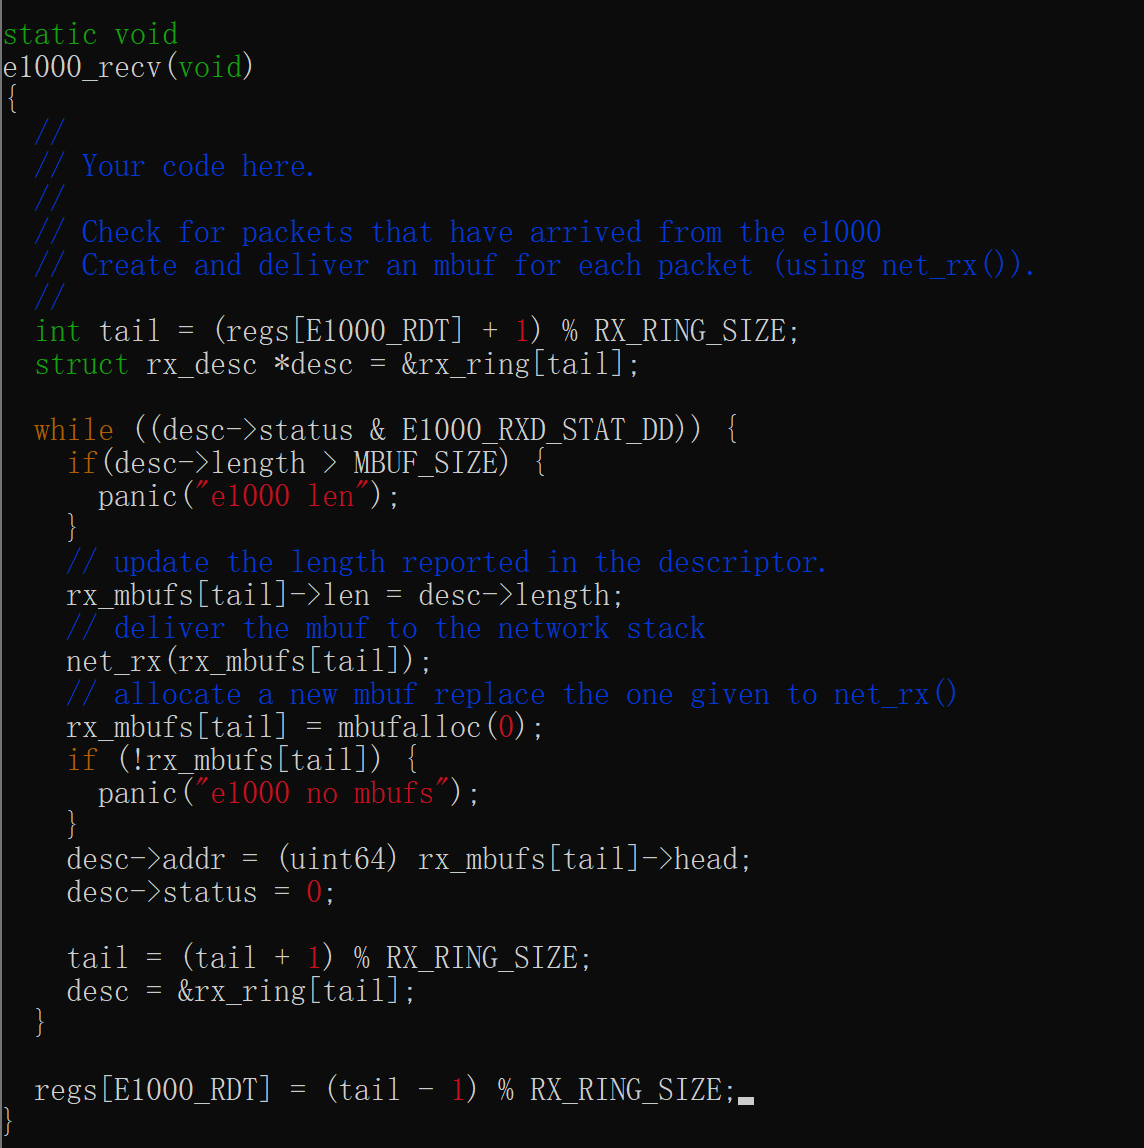 static void
e1000_recv(void)
{
  //
  // Your code here.
  //
  // Check for packets that have arrived from the e1000
  // Create and deliver an mbuf for each packet (using net_rx()).
  //
  int tail = (regs[E1000_RDT] + 1) % RX_RING_SIZE;
  struct rx_desc *desc = &rx_ring[tail];

  while ((desc->status & E1000_RXD_STAT_DD)) {
    if(desc->length > MBUF_SIZE) {
      panic("e1000 len");
    }
    // update the length reported in the descriptor.
    rx_mbufs[tail]->len = desc->length;
    // deliver the mbuf to the network stack
    net_rx(rx_mbufs[tail]);
    // allocate a new mbuf replace the one given to net_rx()
    rx_mbufs[tail] = mbufalloc(0);
    if (!rx_mbufs[tail]) {
      panic("e1000 no mbufs");
    }
    desc->addr = (uint64) rx_mbufs[tail]->head;
    desc->status = 0;

    tail = (tail + 1) % RX_RING_SIZE;
    desc = &rx_ring[tail];
  }

  regs[E1000_RDT] = (tail - 1) % RX_RING_SIZE;
}